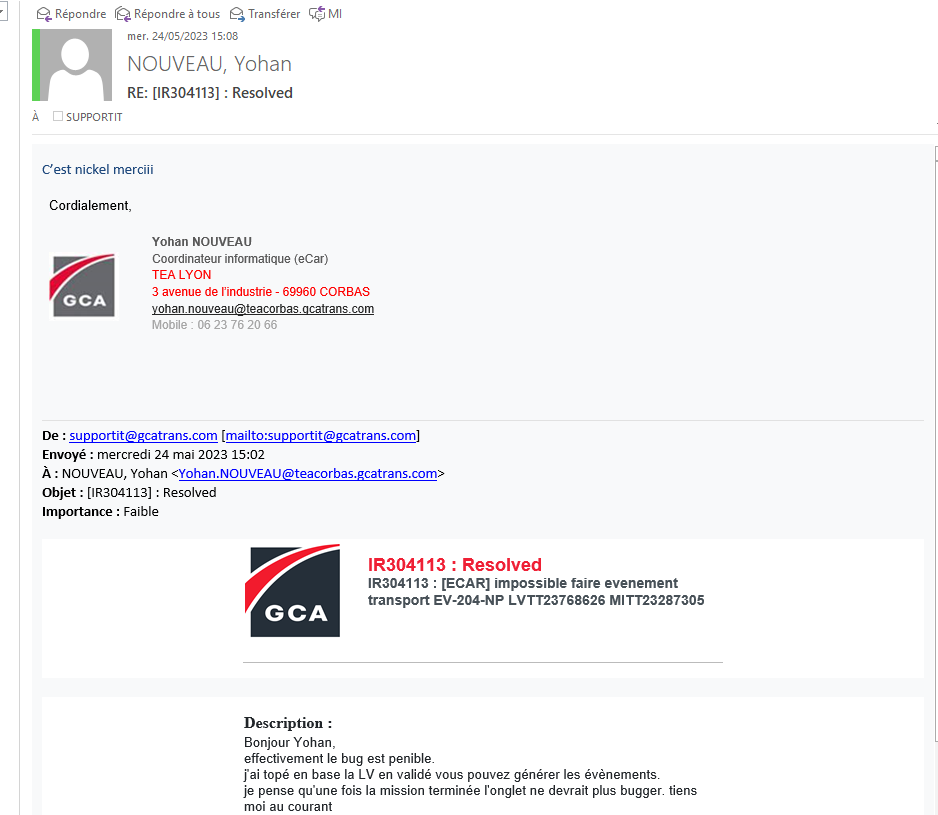 Répondre Répondre à tous Transférer MI
mer. 24/05/2023 15:08
NOUVEAU, Yohan
RE: [IR304113] : Resolved
À SUPPORTIT
C'est nickel merciii
Cordialement,
Yohan NOUVEAU
Coordinateur informatique (eCar)
TEA LYON
3 avenue de l'industrie - 69960 CORBAS
yohan.nouveau@teacorbas.gcatrans.com
Mobile : 06 23 76 20 66
GCA
De : supportit@gcatrans.com [mailto:supportit@gcatrans.com]
Envoyé : mercredi 24 mai 2023 15:02
À : NOUVEAU, Yohan <Yohan.NOUVEAU@teacorbas.gcatrans.com>
Objet : [IR304113] : Resolved
Importance : Faible
GCA
IR304113 : Resolved
IR304113 : [ECAR] impossible faire evenement
transport EV-204-NP LVTT23768626 MITT23287305
Description :
Bonjour Yohan,
effectivement le bug est penible.
j'ai topé en base la LV en validé vous pouvez générer les évènements.
je pense qu'une fois la mission terminée l'onglet ne devrait plus bugger. tiens
moi au courant